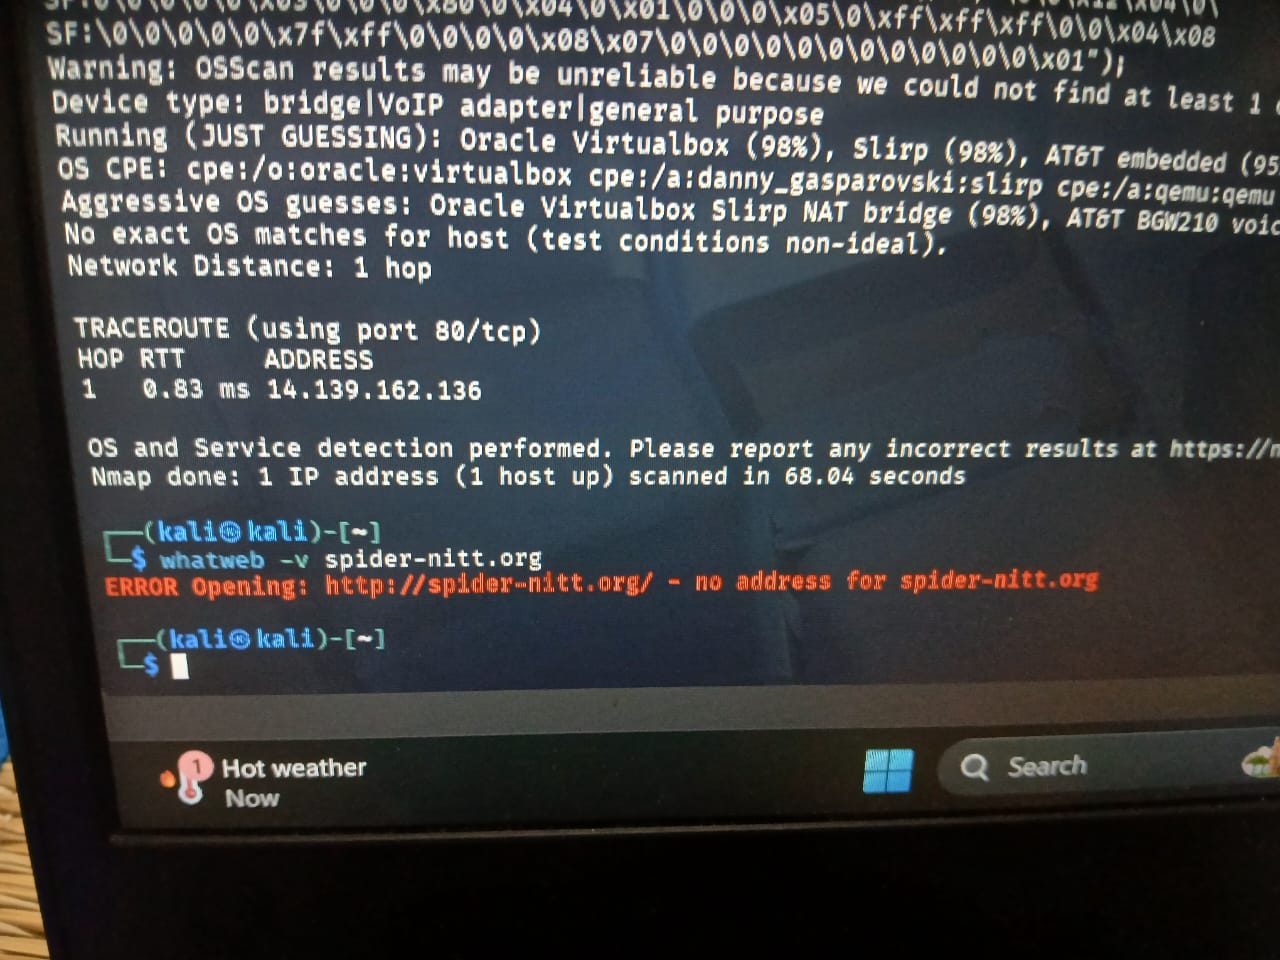 SF:\0\0\0\0\0\x7f\xff\0\0\0\0\x08\x07\0\0\0\0\0\0\0\0\0\0\0\0\x01");
Warning: OSScan results may be unreliable because we could not find at least 1
Device type: bridge|VoIP adapter|general purpose
Running (JUST GUESSING): Oracle Virtualbox (98%), Slirp (98%), AT&T embedded (95
OS CPE: cpe:/o:oracle:virtualbox cpe:/a:danny_gasparovski:slirp cpe:/a:qemu:qemu
Aggressive OS guesses: Oracle Virtualbox Slirp NAT bridge (98%), AT&T BGW210 voic
No exact OS matches for host (test conditions non-ideal).
Network Distance: 1 hop
TRACEROUTE (using port 80/tcp)
HOP RTT ADDRESS
1 0.83 ms 14.139.162.136
OS and Service detection performed. Please report any incorrect results at https://n
Nmap done: 1 IP address (1 host up) scanned in 68.04 seconds
┌──(kali㉿kali)-[~]
└─$ whatweb -v spider-nitt.org
ERROR Opening: http://spider-nitt.org/ - no address for spider-nitt.org
┌──(kali㉿kali)-[~]
└─$
1
Hot weather
Now
Search